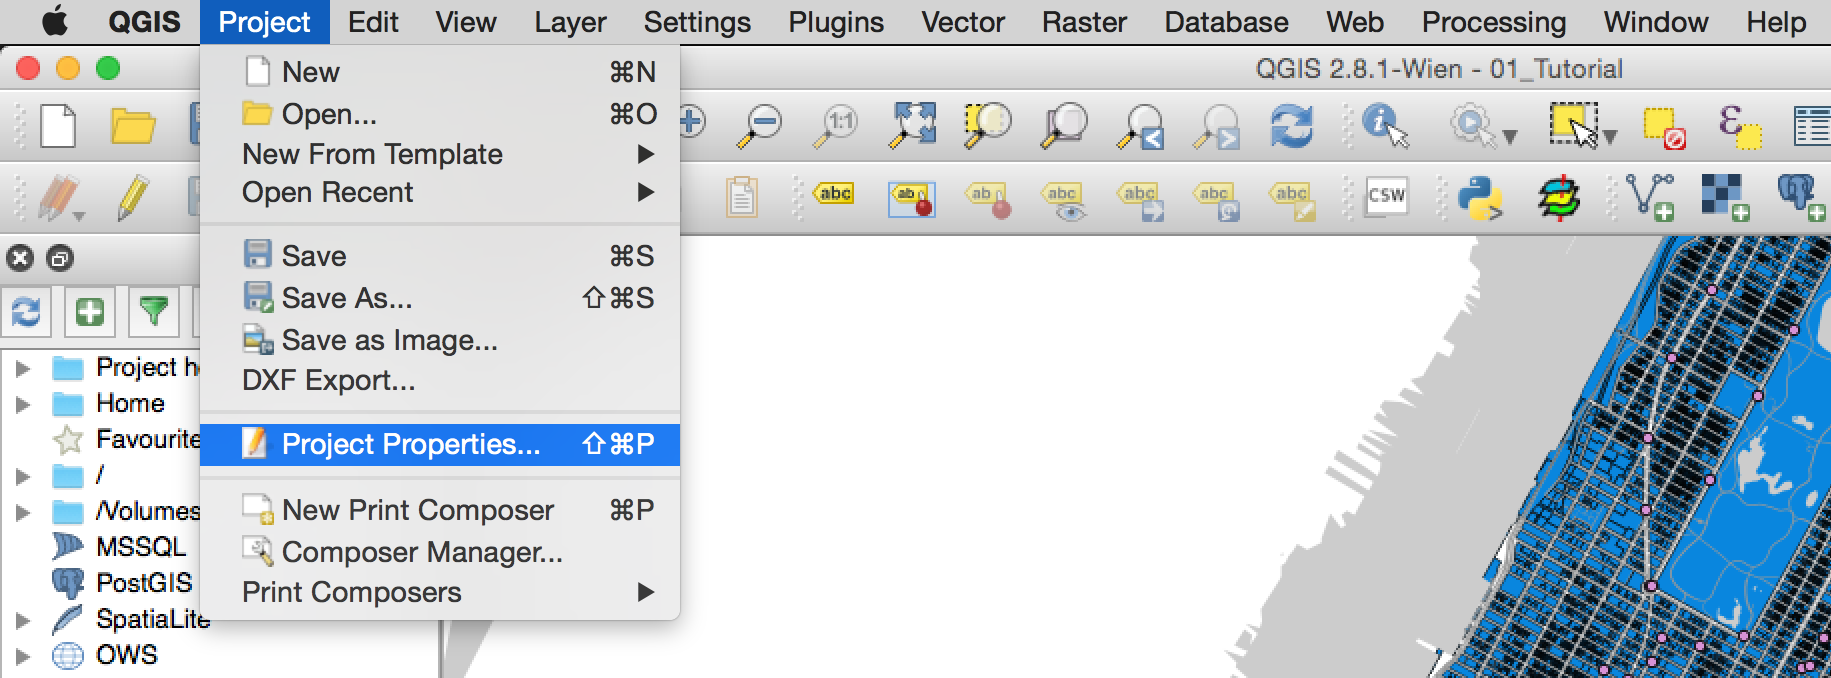 QGIS Project Edit View Layer Settings Plugins Vector Raster Database Web Processing Window Help
QGIS 2.8.1-Wien - 01_Tutorial
New ⌘N
Open... ⌘O
New From Template ▶
Open Recent ▶
Save ⌘S
Save As... ⇧⌘S
Save as Image...
DXF Export...
Project Properties... ⇧⌘P
New Print Composer ⌘P
Composer Manager...
Print Composers ▶
1:1
abc
ab
ab
abc
abc
abc
abc
CSW
Project h
Home
Favourite
/
/Volumes
MSSQL
PostGIS
SpatiaLite
OWS